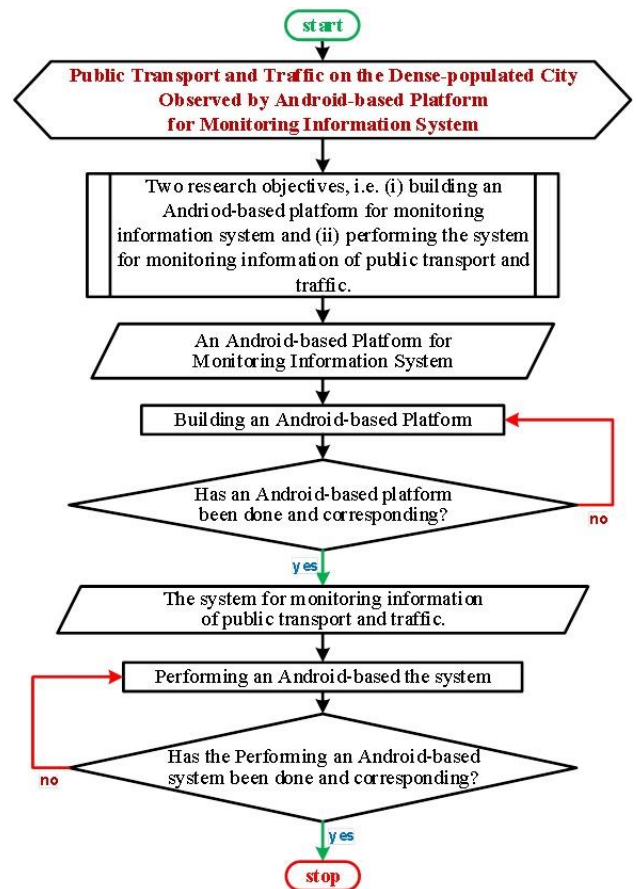 start
Public Transport and Traffic on the Dense-populated City
Observed by Android-based Platform
for Monitoring Information System
Two research objectives, i.e. (i) building an
Andriod-based platform for monitoring
information system and (ii) performing the system
for monitoring information of public transport and
traffic.
An Android-based Platform for
Monitoring Information System
Building an Android-based Platform
Has an Android-based platform
been done and corresponding?
no
yes
The system for monitoring information
of public transport and traffic.
Performing an Android-based the system
Has the Performing an Android-based
system been done and corresponding?
no
yes
stop